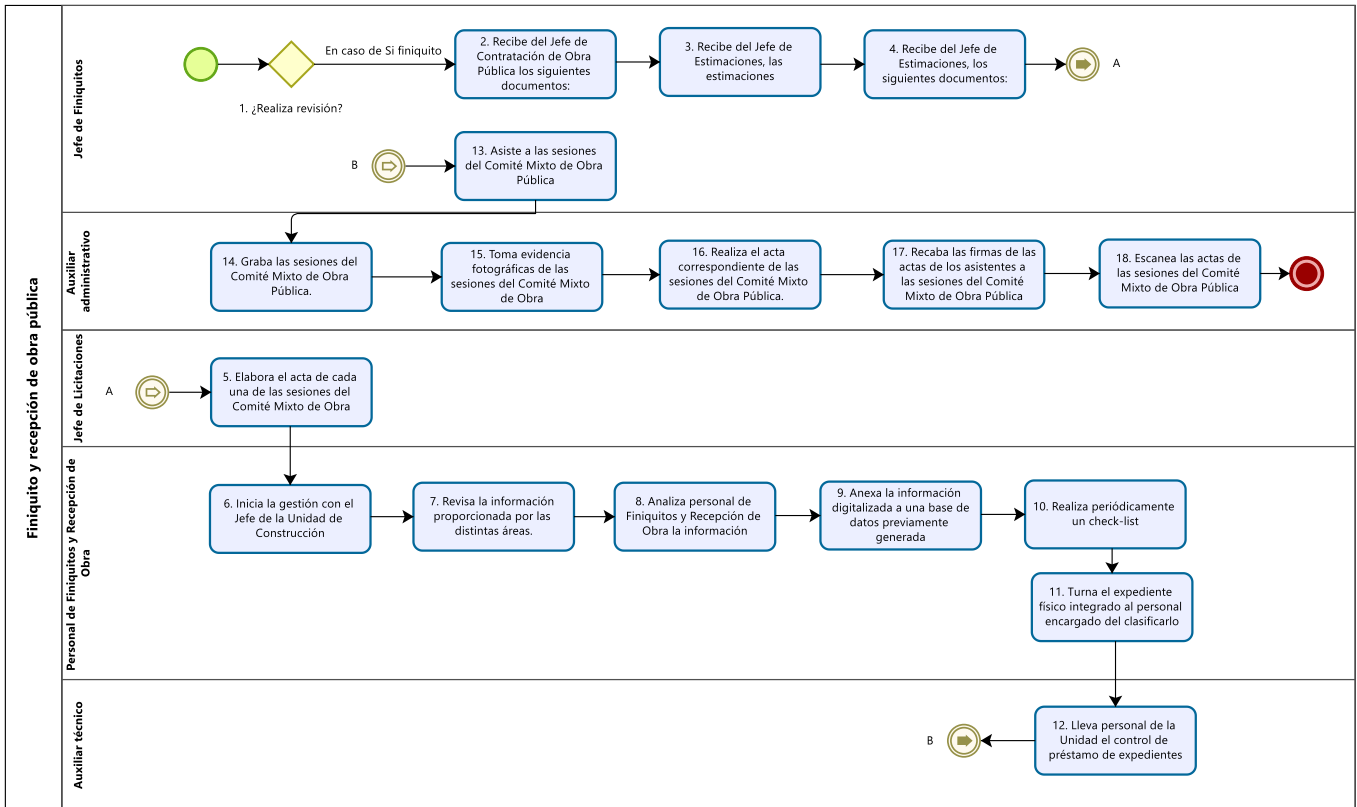 Finiquito y recepción de obra pública
Jefe de Finiquitos
En caso de Si finiquito
1. ¿Realiza revisión?
2. Recibe del Jefe de
Contratación de Obra
Pública los siguientes
documentos:
3. Recibe del Jefe de
Estimaciones, las
estimaciones
4. Recibe del Jefe de
Estimaciones, los
siguientes documentos:
A
B
13. Asiste a las sesiones
del Comité Mixto de Obra
Pública
Auxiliar
administrativo
14. Graba las sesiones del
Comité Mixto de Obra
Pública.
15. Toma evidencia
fotográficas de las
sesiones del Comité Mixto
de Obra
16. Realiza el acta
correspondiente de las
sesiones del Comité Mixto
de Obra Pública.
17. Recaba las firmas de las
actas de los asistentes a
las sesiones del Comité
Mixto de Obra Pública
18. Escanea las actas de
las sesiones del Comité
Mixto de Obra Pública
Jefe de Licitaciones
A
5. Elabora el acta de cada
una de las sesiones del
Comité Mixto de Obra
Personal de Finiquitos y Recepción de
Obra
6. Inicia la gestión con el
Jefe de la Unidad de
Construcción
7. Revisa la información
proporcionada por las
distintas áreas.
8. Analiza personal de
Finiquitos y Recepción de
Obra la información
9. Anexa la información
digitalizada a una base de
datos previamente
generada
10. Realiza periódicamente
un check-list
11. Turna el expediente
físico integrado al personal
encargado del clasificarlo
Auxiliar técnico
B
12. Lleva personal de la
Unidad el control de
préstamo de expedientes